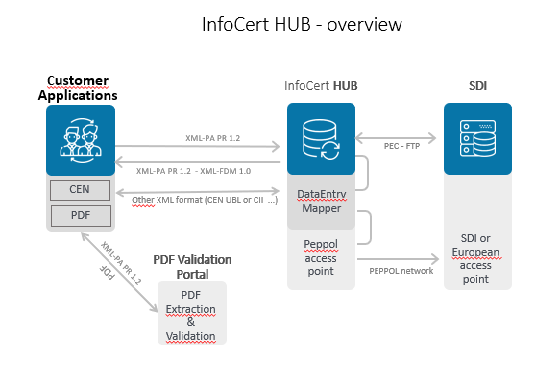 InfoCert HUB - overview
Customer
Applications
InfoCert HUB
SDI
XML-PA PR 1.2
PEC - FTP
XML-PA PR 1.2 - XML-FDM 1.0
CEN
PDF
Other XML format (CEN UBL or CII ...)
DataEntry
Mapper
Peppol
access
point
SDI or
European
access
point
PEPPOL network
XML-PA PR 1.2
PDF
PDF Validation
Portal
PDF
Extraction
&
Validation